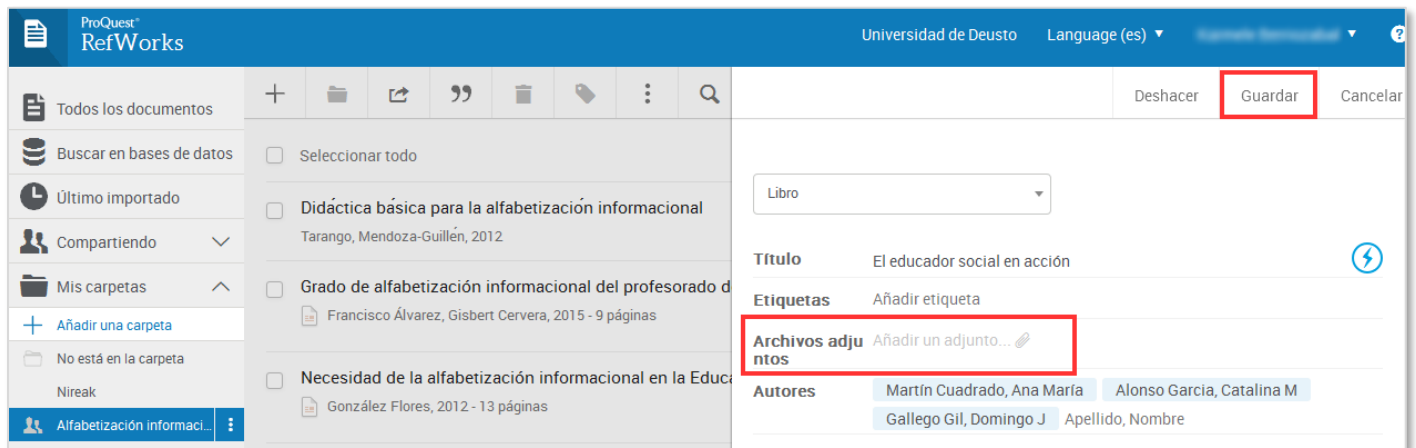 ProQuest°
RefWorks
Universidad de Deusto
Language (es)
Todos los documentos
Buscar en bases de datos
Último importado
Compartiendo
Mis carpetas
Añadir una carpeta
No está en la carpeta
Nireak
Alfabetización informaci...
Seleccionar todo
Didáctica básica para la alfabetización informacional
Tarango, Mendoza-Guillén, 2012
Grado de alfabetización informacional del profesorado d
Francisco Álvarez, Gisbert Cervera, 2015 - 9 páginas
Necesidad de la alfabetización informacional en la Educa
González Flores, 2012 - 13 páginas
Deshacer
Guardar
Cancelar
Libro
Título
El educador social en acción
Etiquetas
Añadir etiqueta
Archivos adju
ntos
Añadir un adjunto...
Autores
Martín Cuadrado, Ana María
Alonso Garcia, Catalina M
Gallego Gil, Domingo J
Apellido, Nombre